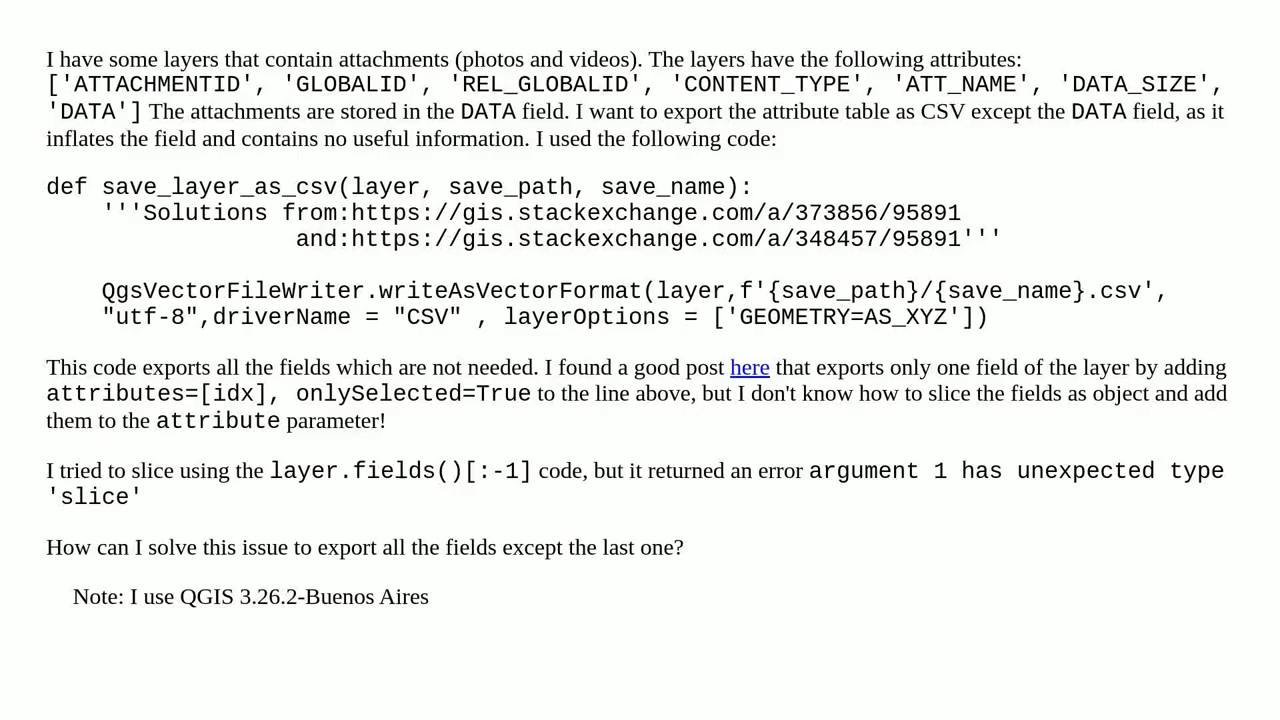 I have some layers that contain attachments (photos and videos). The layers have the following attributes:
['ATTACHMENTID', 'GLOBALID', 'REL_GLOBALID', 'CONTENT_TYPE', 'ATT_NAME', 'DATA_SIZE',
'DATA'] The attachments are stored in the DATA field. I want to export the attribute table as CSV except the DATA field, as it
inflates the field and contains no useful information. I used the following code:
def save_layer_as_csv(layer, save_path, save_name):
    '''Solutions from:https://gis.stackexchange.com/a/373856/95891
                  and:https://gis.stackexchange.com/a/348457/95891'''
    QgsVectorFileWriter.writeAsVectorFormat(layer,f'{save_path}/{save_name}.csv',
    "utf-8",driverName = "CSV" , layerOptions = ['GEOMETRY=AS_XYZ'])
This code exports all the fields which are not needed. I found a good post here that exports only one field of the layer by adding
attributes=[idx], onlySelected=True to the line above, but I don't know how to slice the fields as object and add
them to the attribute parameter!
I tried to slice using the layer.fields()[:-1] code, but it returned an error argument 1 has unexpected type
'slice'
How can I solve this issue to export all the fields except the last one?
Note: I use QGIS 3.26.2-Buenos Aires